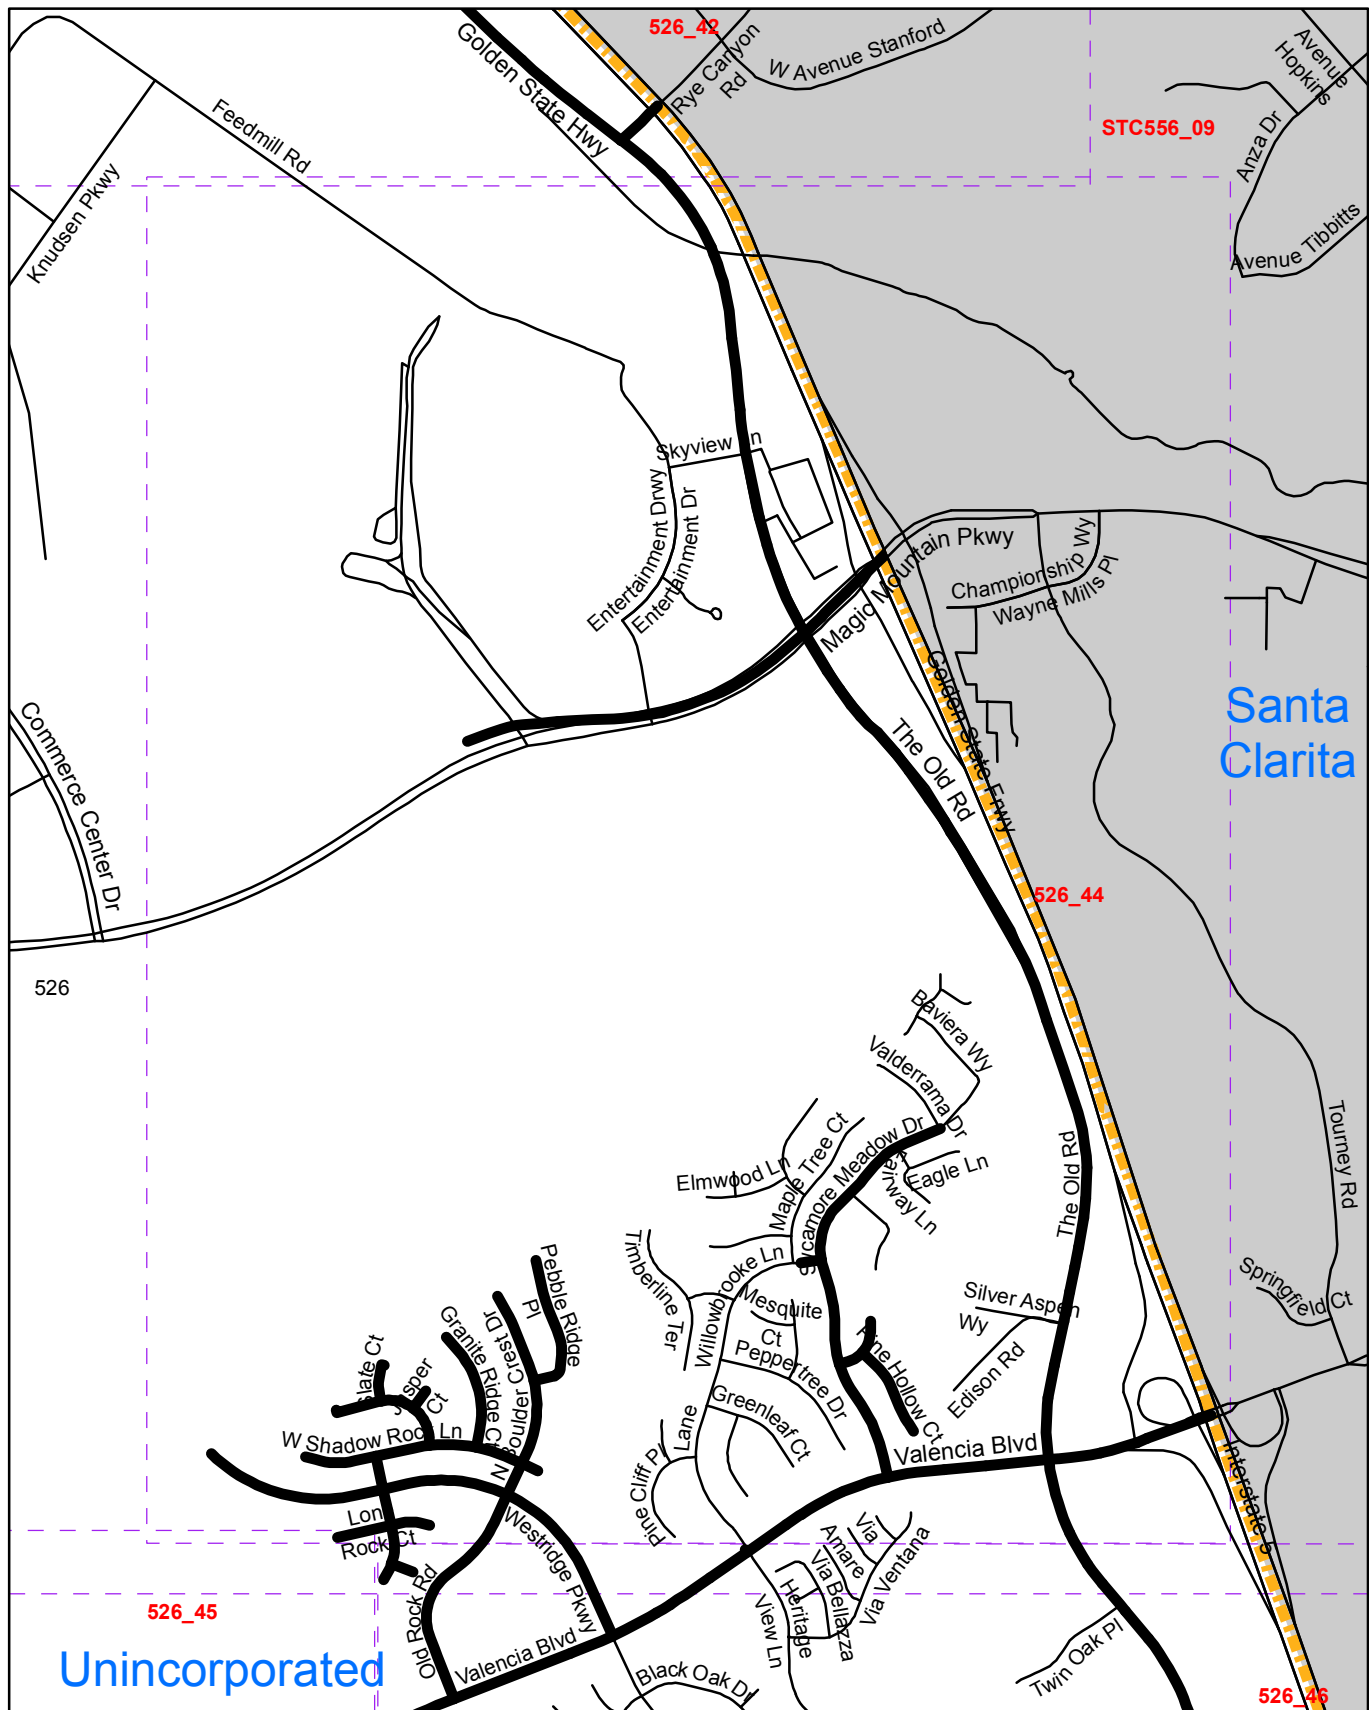 526_42
Golden State Hwy
Rye Canyon
Rd
W Avenue Stanford
Avenue
Hopkins
STC556_09
Anza Dr
Feedmill Rd
Knudsen Pkwy
Avenue Tibbitts
Skyview Ln
Entertainment Drwy
Entertainment Dr
Magic Mountain Pkwy
Championship Wy
Wayne Mills Pl
Golden State Frwy
Santa
Clarita
Commerce Center Dr
The Old Rd
526_44
526
Baviera Wy
Valderrama Dr
Tourney Rd
The Old Rd
Sycamore Meadow Dr
Maple Tree Ct
Elmwood Ln
Eagle Ln
Fairway Ln
Timberline Ter
Willowbrooke Ln
Pebble Ridge
Pl
Springfield Ct
Silver Aspen
Wy
Mesquite
Ct
Boulder Crest Dr
N
Granite Ridge Ct
Slate Ct
Jasper
Ct
Peppertree Dr
Pine Hollow Ct
Edison Rd
Greenleaf Ct
Lane
W Shadow Rock Ln
Valencia Blvd
Pine Cliff Pl
Interstate 5
Lon
Rock Ct
Westridge Pkwy
Via
Amare
Via Ventana
Via Bellazza
Heritage
View Ln
Old Rock Rd
526_45
Valencia Blvd
Unincorporated
Black Oak Dr
Twin Oak Pl
526_46